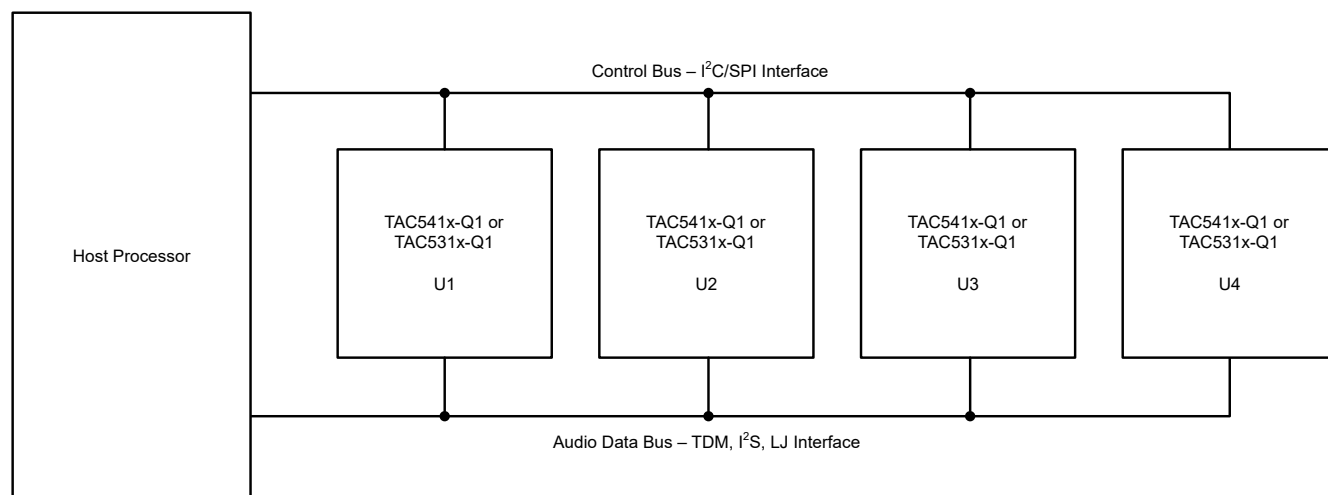 Control Bus – I²C/SPI Interface
Host Processor
TAC541x-Q1 or
TAC531x-Q1
U1
TAC541x-Q1 or
TAC531x-Q1
U2
TAC541x-Q1 or
TAC531x-Q1
U3
TAC541x-Q1 or
TAC531x-Q1
U4
Audio Data Bus – TDM, I²S, LJ Interface